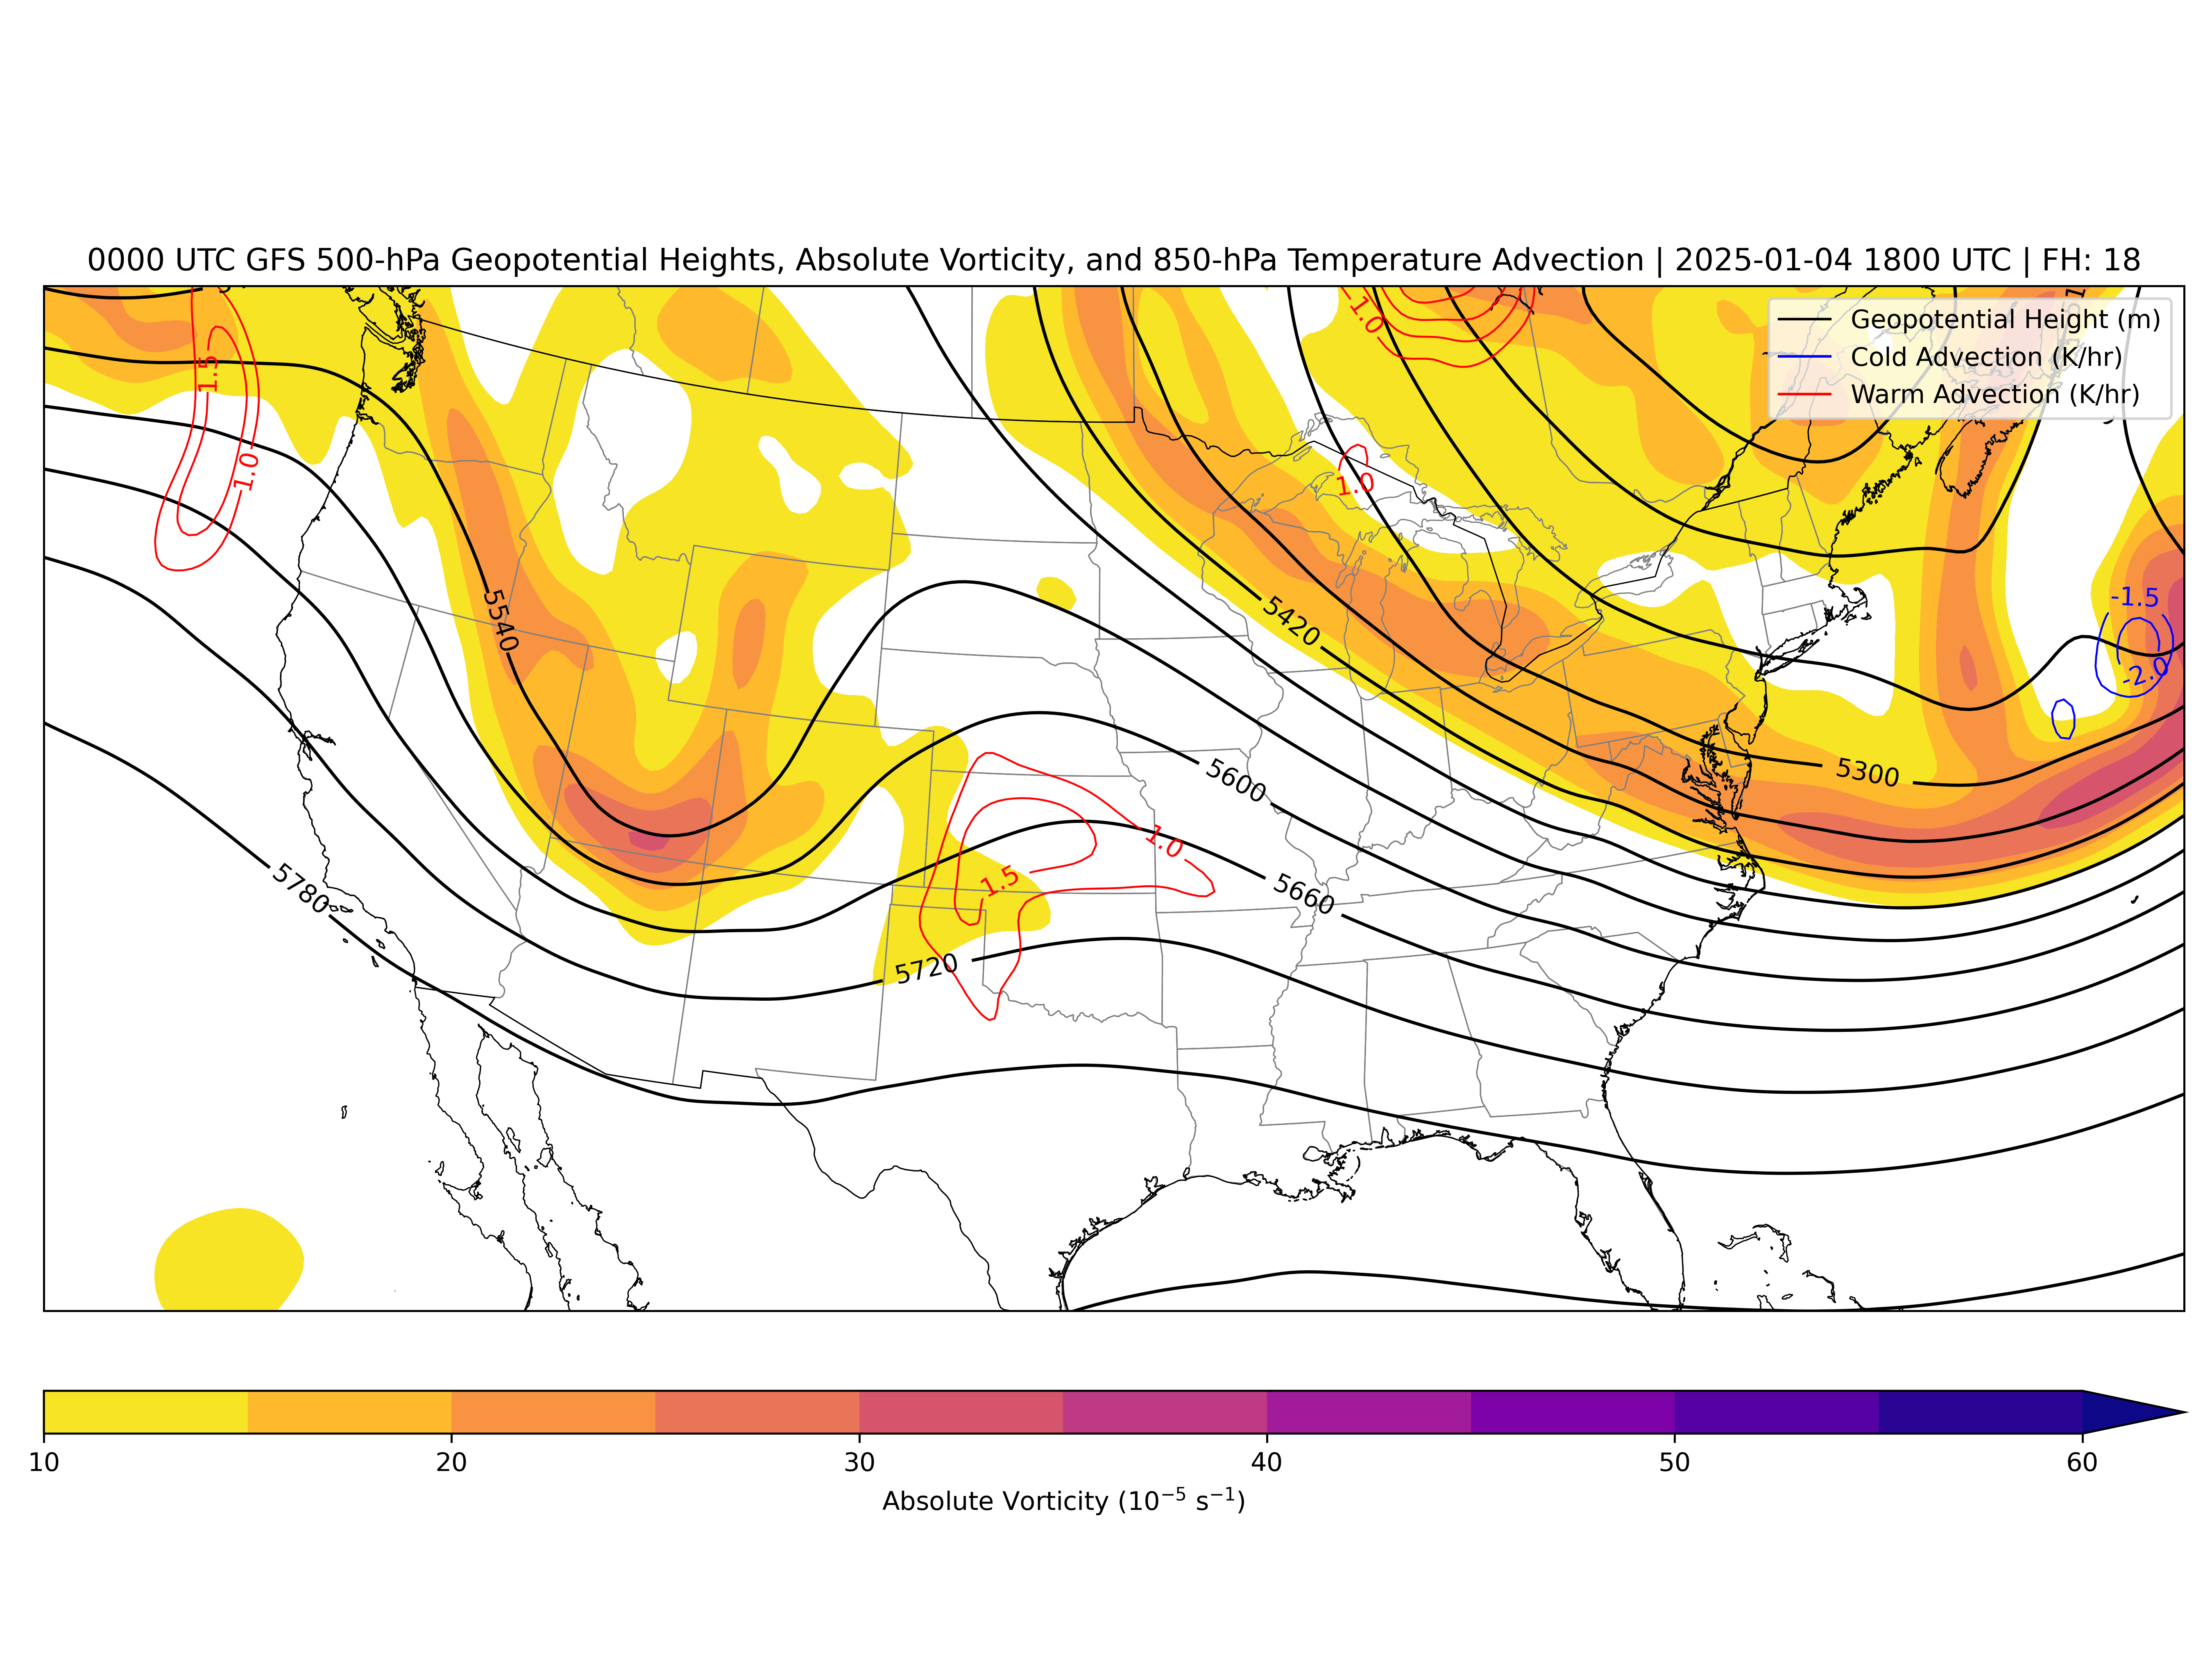 0000 UTC GFS 500-hPa Geopotential Heights, Absolute Vorticity, and 850-hPa Temperature Advection | 2025-01-04 1800 UTC | FH: 18
Geopotential Height (m)
Cold Advection (K/hr)
Warm Advection (K/hr)
1.0
1.5
1.0
1.0
-1.5
-2.0
5540
5420
5600
5300
1.0
1.5
5660
5780
5720
10 20 30 40 50 60
Absolute Vorticity (10⁻⁵ s⁻¹)